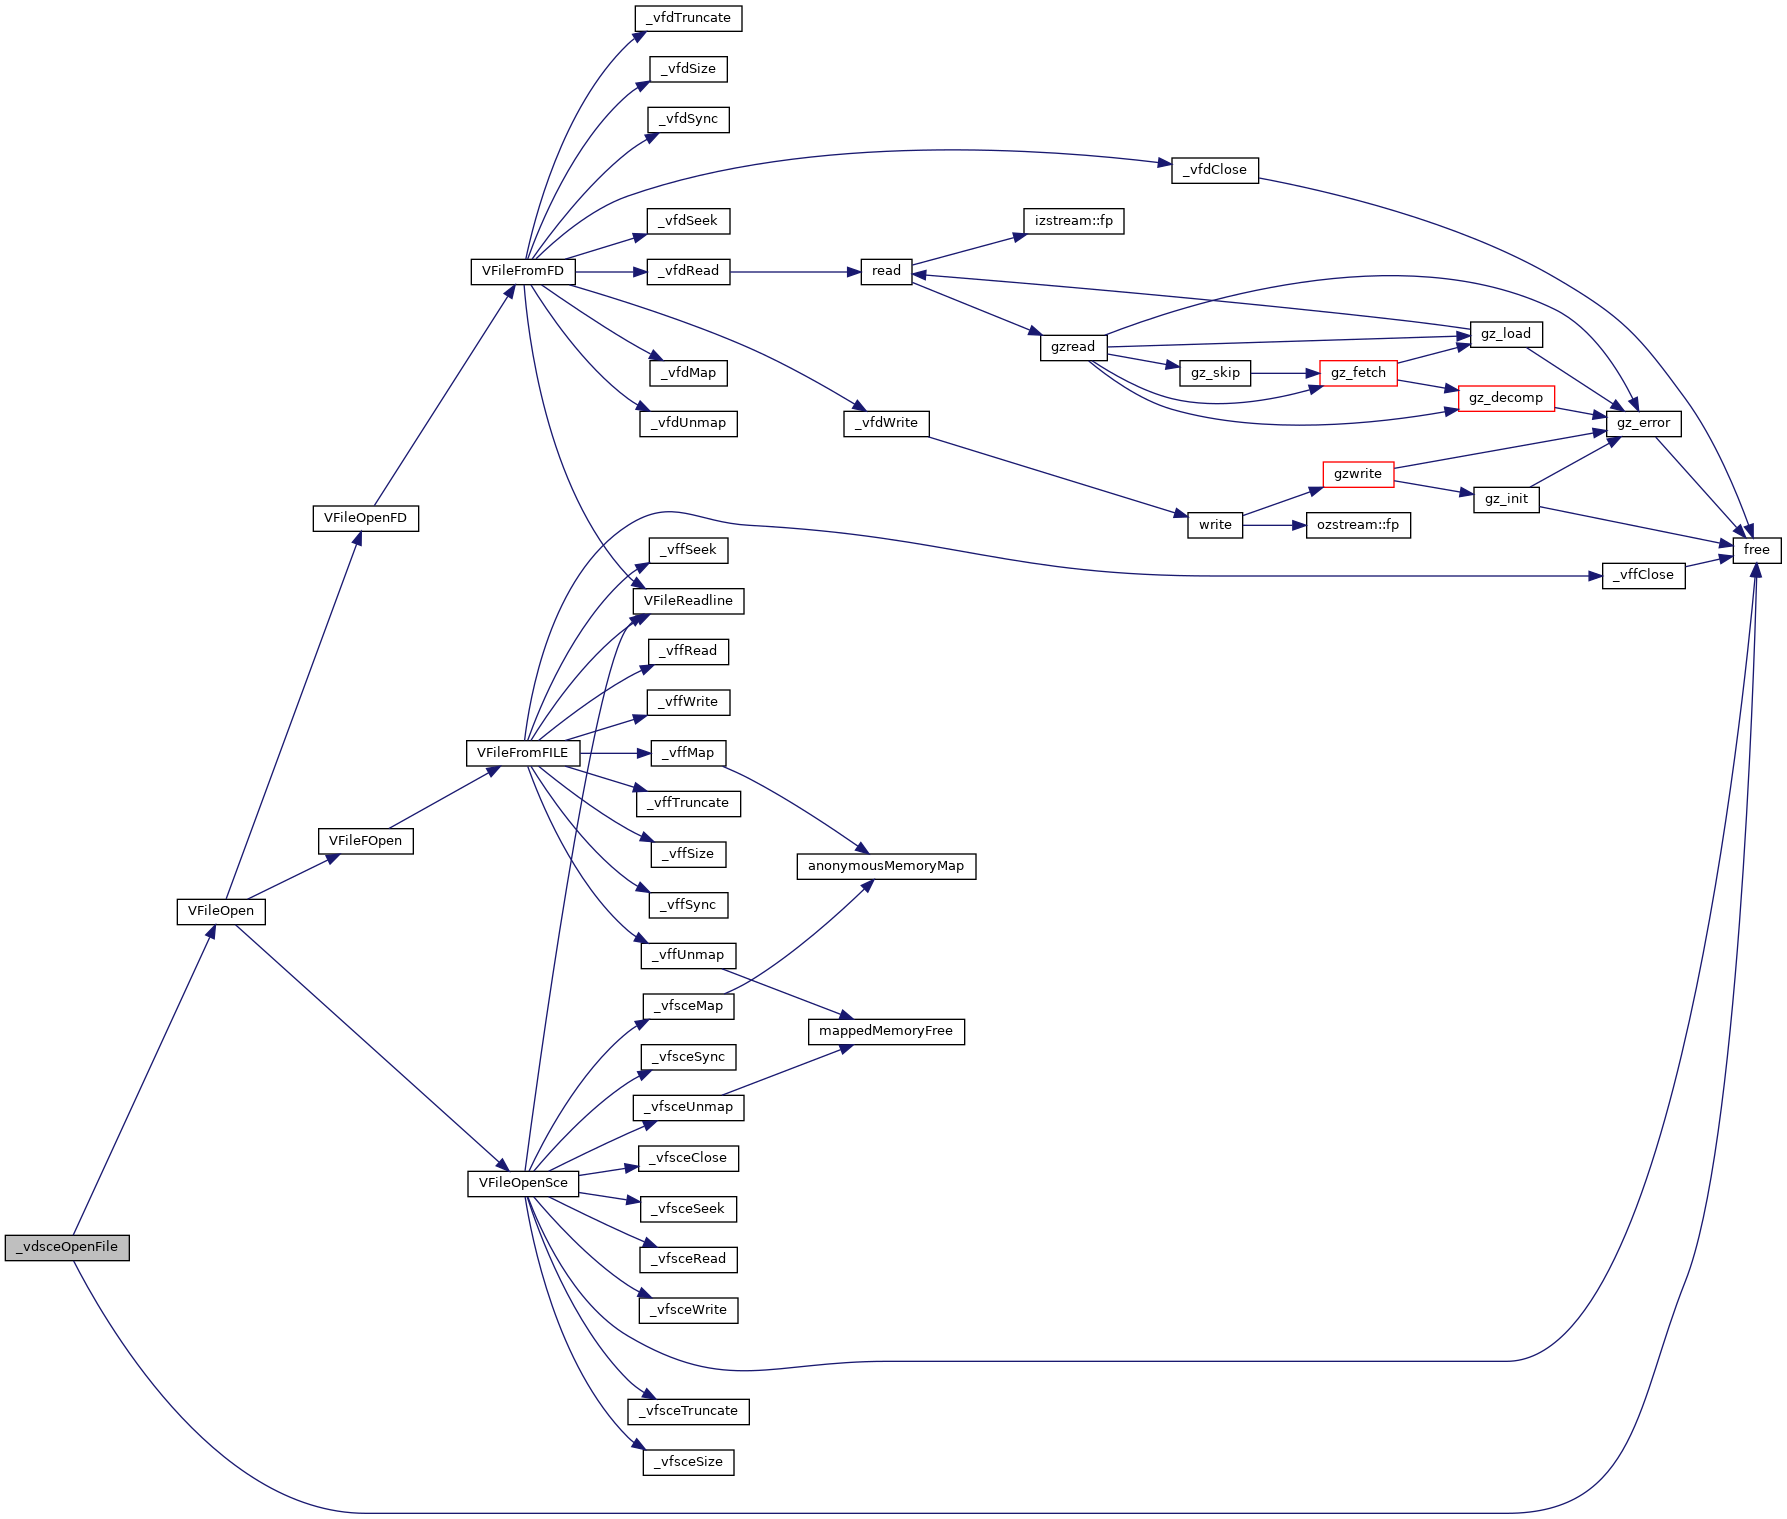 _vfdTruncate
_vfdSize
_vfdSync
_vfdClose
_vfdSeek
izstream::fp
VFileFromFD
_vfdRead
read
gz_load
gzread
_vfdMap
gz_skip
gz_fetch
gz_decomp
_vfdUnmap
_vfdWrite
gz_error
gzwrite
gz_init
VFileOpenFD
write
ozstream::fp
_vffSeek
free
_vffClose
VFileReadline
_vffRead
_vffWrite
VFileFromFILE
_vffMap
_vffTruncate
VFileFOpen
_vffSize
anonymousMemoryMap
_vffSync
VFileOpen
_vffUnmap
_vfsceMap
mappedMemoryFree
_vfsceSync
_vfsceUnmap
_vfsceClose
VFileOpenSce
_vfsceSeek
_vdsceOpenFile
_vfsceRead
_vfsceWrite
_vfsceTruncate
_vfsceSize